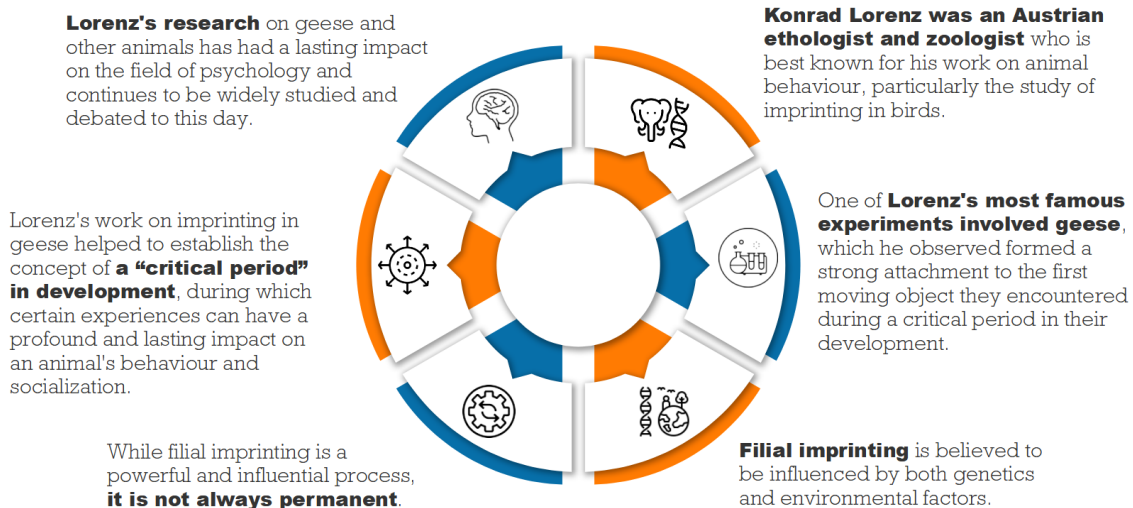 Konrad Lorenz was an Austrian
ethologist and zoologist who is
best known for his work on animal
behaviour, particularly the study of
imprinting in birds.
One of Lorenz's most famous
experiments involved geese,
which he observed formed a
strong attachment to the first
moving object they encountered
during a critical period in their
development.
Filial imprinting is believed to
be influenced by both genetics
and environmental factors.
While filial imprinting is a
powerful and influential process,
it is not always permanent.
Lorenz's work on imprinting in
geese helped to establish the
concept of a “critical period”
in development, during which
certain experiences can have a
profound and lasting impact on
an animal's behaviour and
socialization.
Lorenz's research on geese and
other animals has had a lasting impact
on the field of psychology and
continues to be widely studied and
debated to this day.